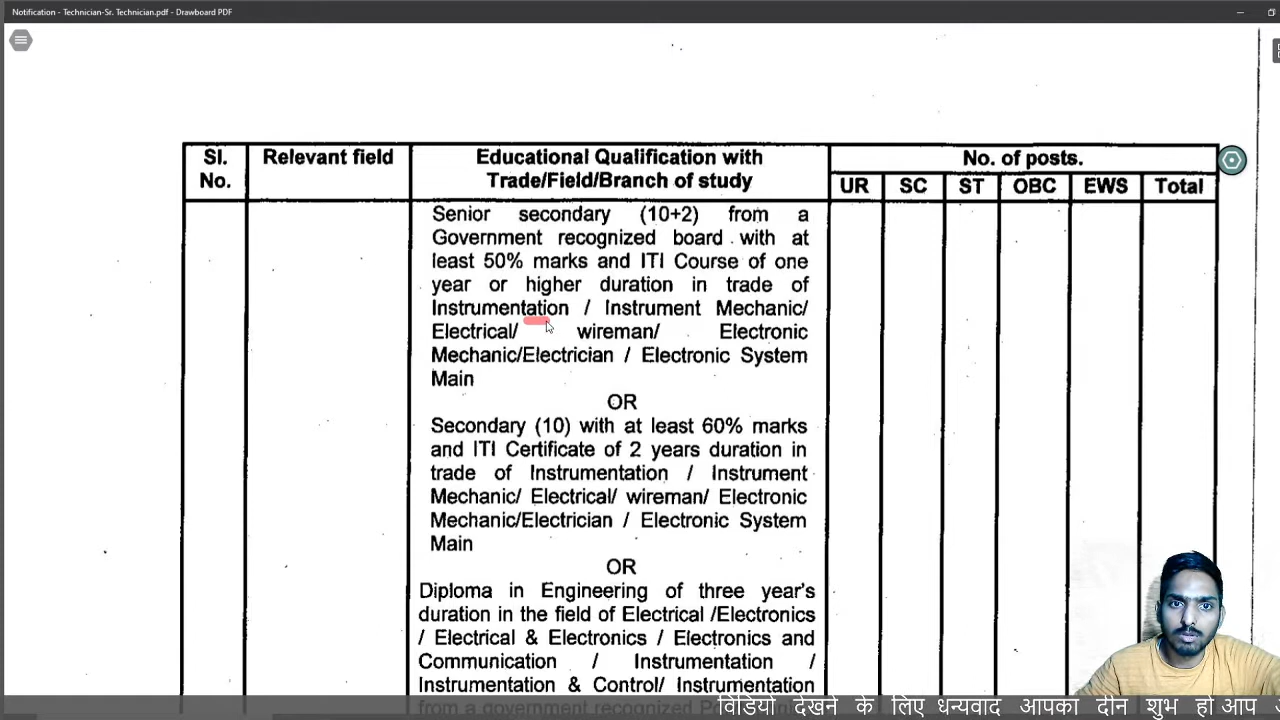 Notification - Technician-Sr. Technician.pdf - Drawboard PDF
Sl. No.
Relevant field
Educational Qualification with Trade/Field/Branch of study
No. of posts.
UR SC ST OBC EWS Total
Senior secondary (10+2) from a
Government recognized board with at
least 50% marks and ITI Course of one
year or higher duration in trade of
Instrumentation / Instrument Mechanic/
Electrical/ wireman/ Electronic
Mechanic/Electrician / Electronic System
Main
OR
Secondary (10) with at least 60% marks
and ITI Certificate of 2 years duration in
trade of Instrumentation / Instrument
Mechanic/ Electrical/ wireman/ Electronic
Mechanic/Electrician / Electronic System
Main
OR
Diploma in Engineering of three year's
duration in the field of Electrical /Electronics
/ Electrical & Electronics / Electronics and
Communication / Instrumentation /
Instrumentation & Control/ Instrumentation
from a government recognized
विडियो देखने के लिए धन्यवाद आपका दीन शुभ हो आप